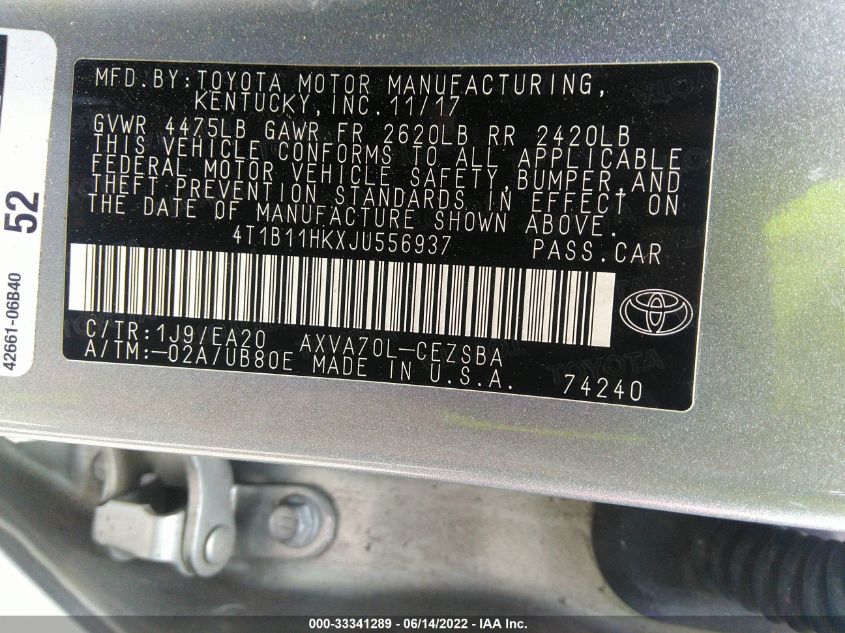 MFD.BY:TOYOTA MOTOR MANUFACTURING,
KENTUCKY,INC.11/17
GVWR 4475LB GAWR FR 2620LB RR 2420LB
THIS VEHICLE CONFORMS TO ALL APPLICABLE
FEDERAL MOTOR VEHICLE SAFETY,BUMPER,AND
THEFT PREVENTION STANDARDS IN EFFECT ON
THE DATE OF MANUFACTURE SHOWN ABOVE.
4T1B11HKXJU556937 PASS.CAR
C/TR:1J9/EA20 AXVA70L-CEZSBA
A/TM:-02A/UB80E MADE IN U.S.A. 74240
42661-06B40
52
000-33341289 - 06/14/2022 - IAA Inc.